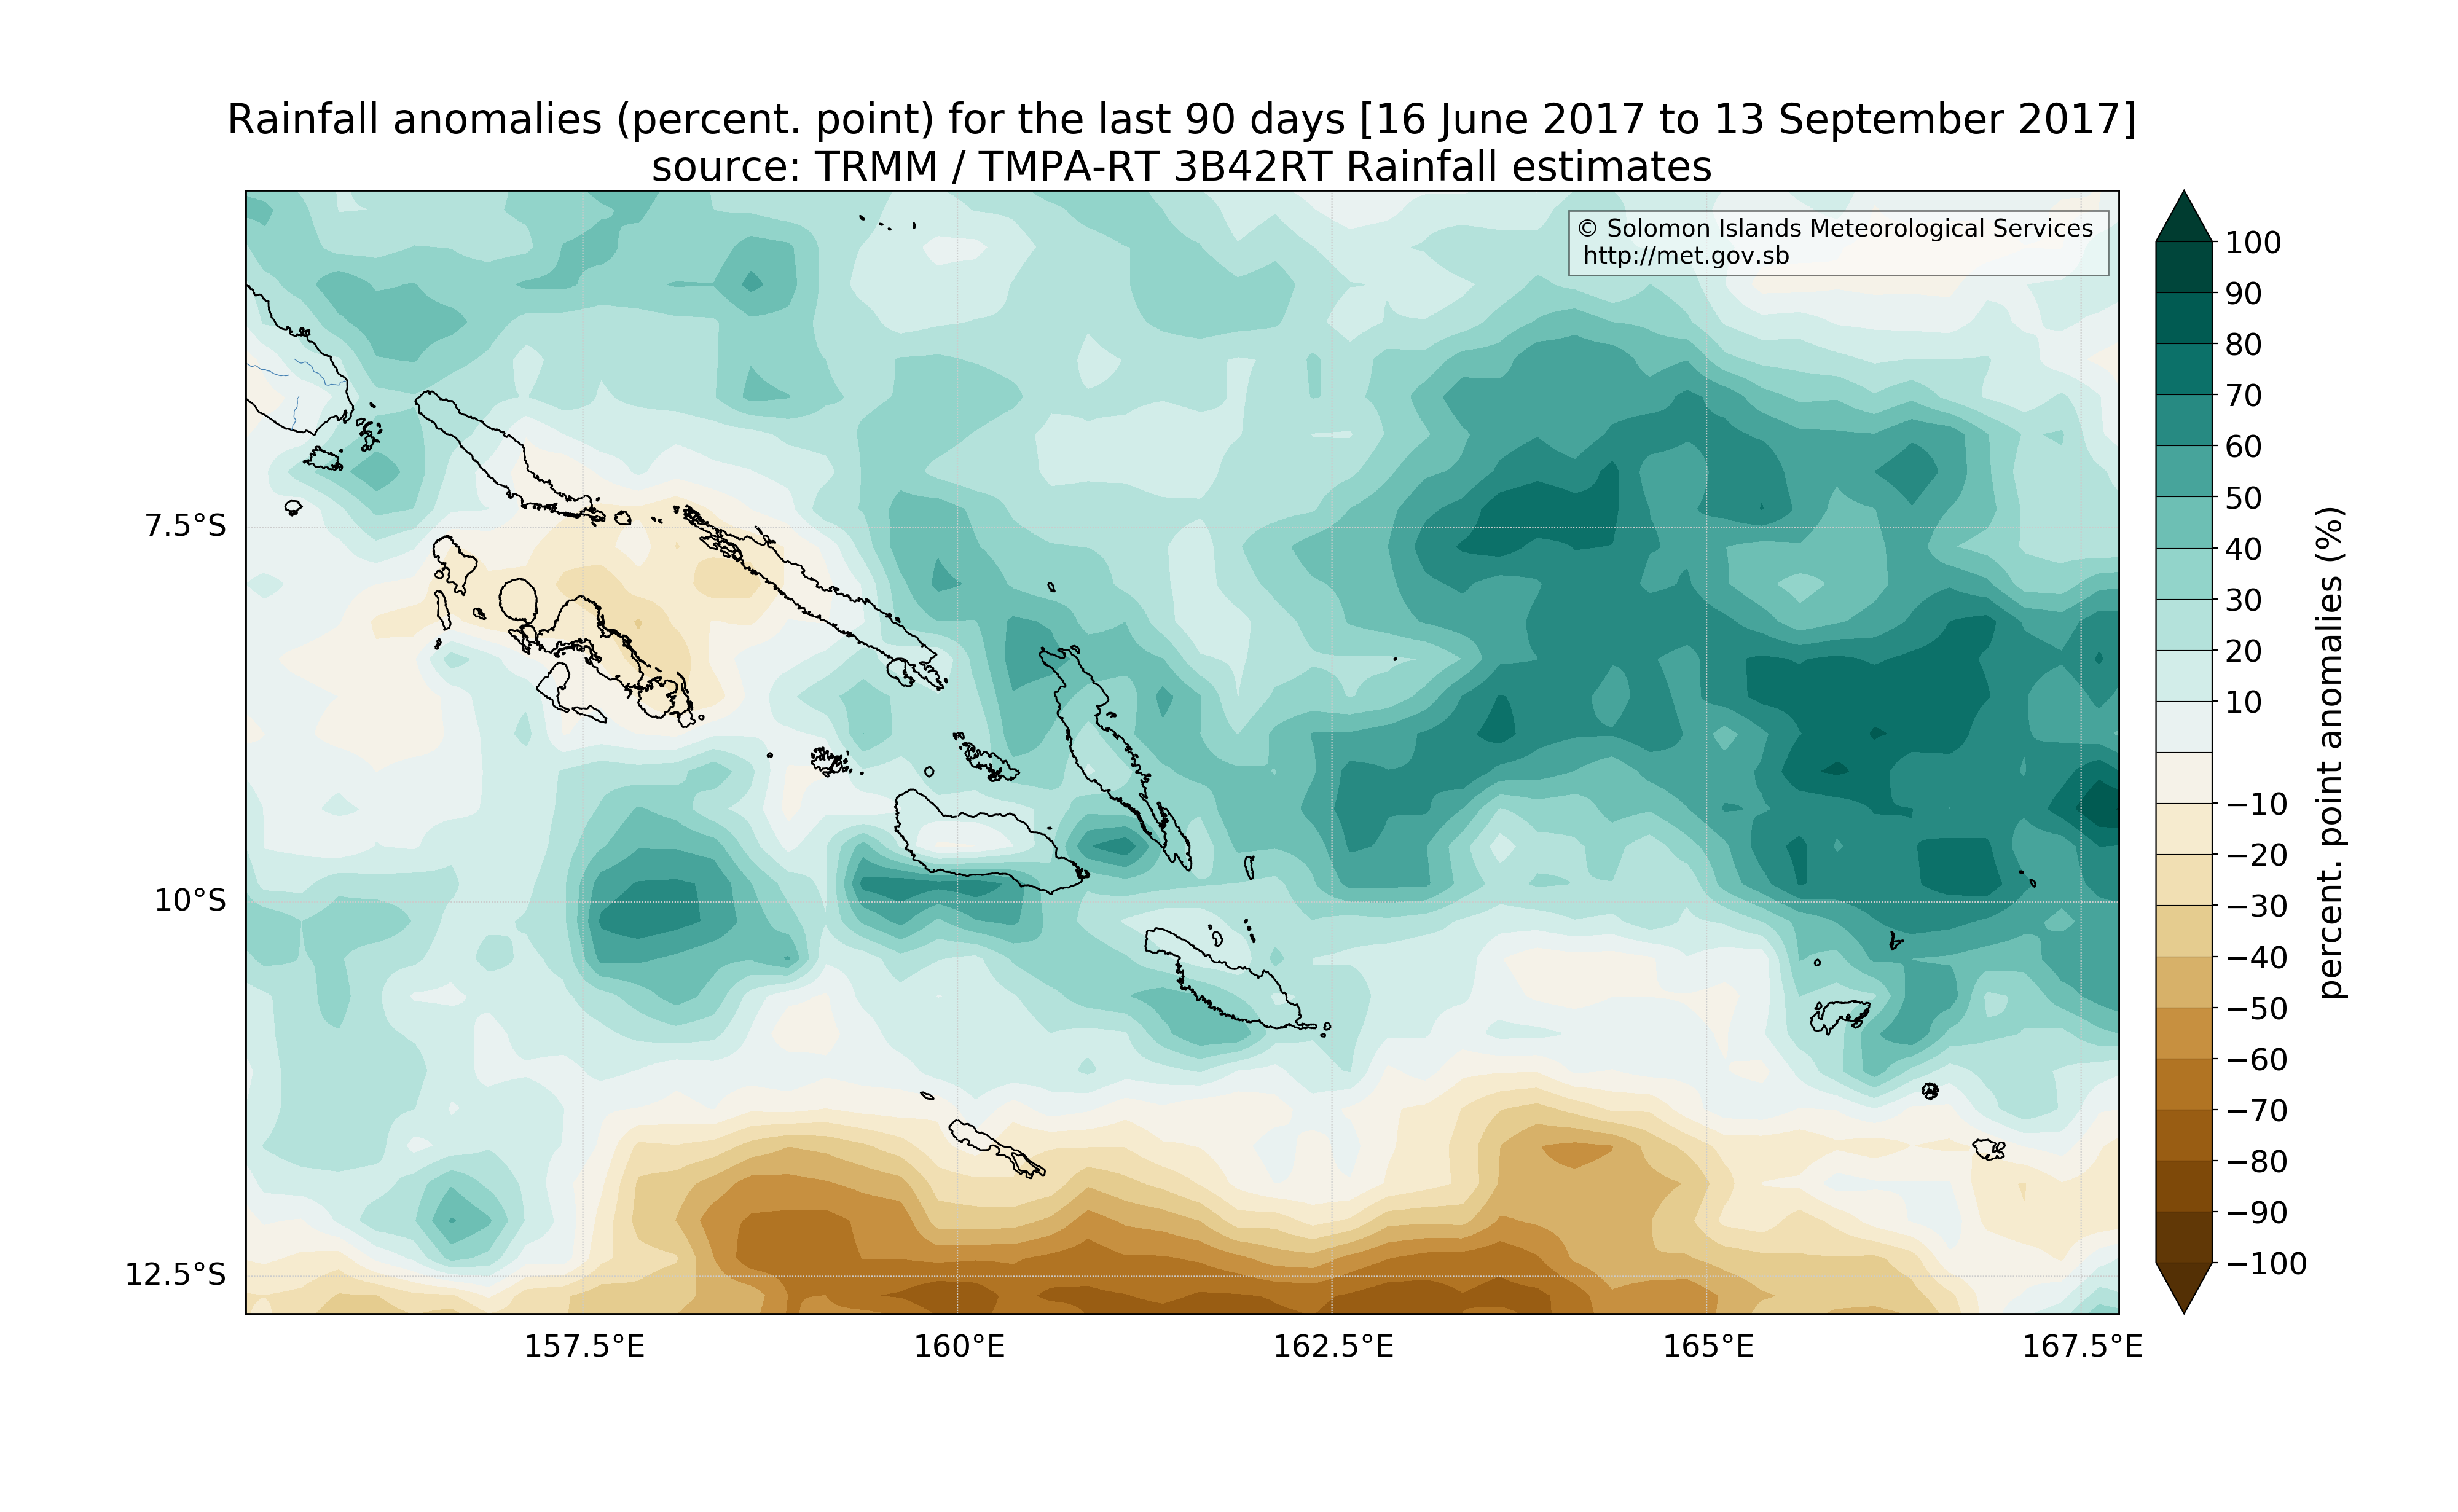 Rainfall anomalies (percent. point) for the last 90 days [16 June 2017 to 13 September 2017]
source: TRMM / TMPA-RT 3B42RT Rainfall estimates
© Solomon Islands Meteorological Services
http://met.gov.sb
7.5°S
10°S
12.5°S
157.5°E
160°E
162.5°E
165°E
167.5°E
100
90
80
70
60
50
40
30
20
10
−10
−20
−30
−40
−50
−60
−70
−80
−90
−100
percent. point anomalies (%)